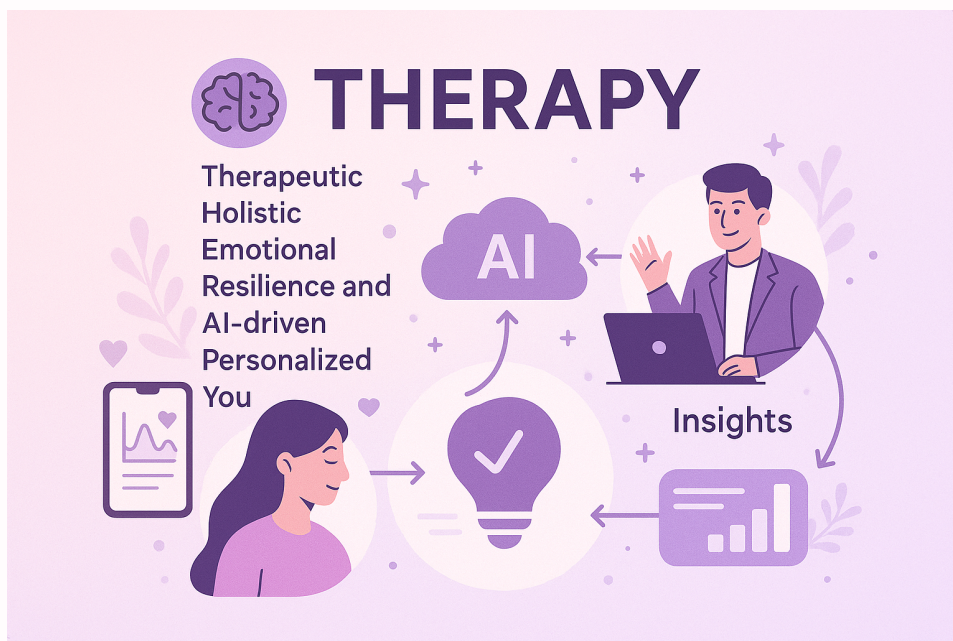 THERAPY
Therapeutic
Holistic
Emotional
Resilience and
AI-driven
Personalized
You
AI
Insights